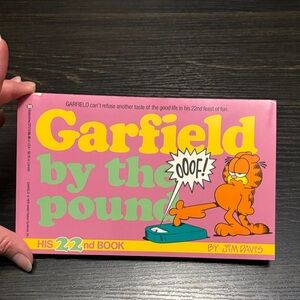 GARFIELD can't refuse another taste of the good life in his 22nd feast of fun.
Garfield
by the
pound
OOOF!
HIS 22nd BOOK
BY: JIM DAVIS